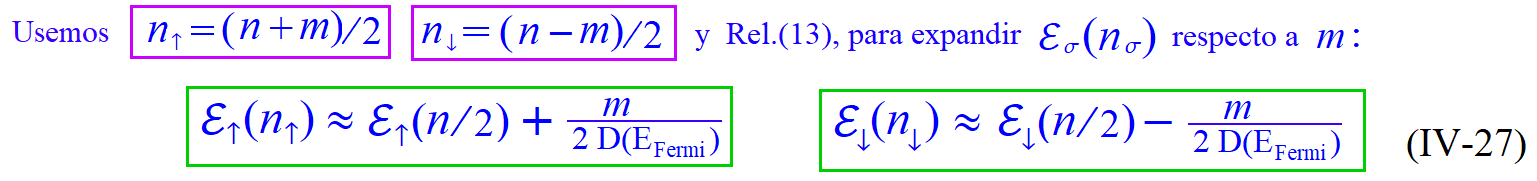 Usemos n↑=(n+m)/2 n↓=(n−m)/2 y Rel.(13), para expandir ℰσ(nσ) respecto a m:
ℰ↑(n↑) ≈ ℰ↑(n/2) + m / 2 D(E_Fermi) ℰ↓(n↓) ≈ ℰ↓(n/2) − m / 2 D(E_Fermi) (IV-27)